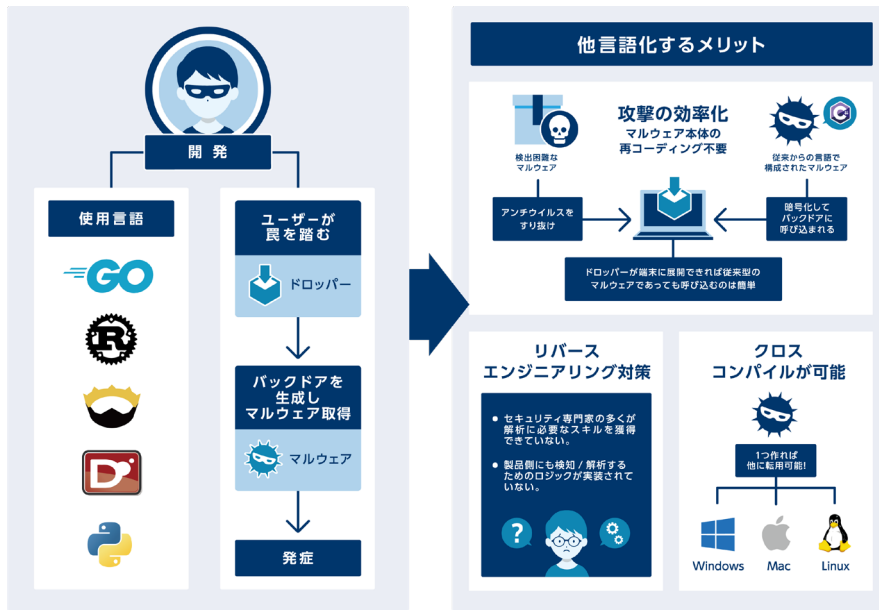 開発
使用言語
GO
R
D
ユーザーが
罠を踏む
ドロッパー
バックドアを
生成し
マルウェア取得
マルウェア
発症
他言語化するメリット
検出困難な
マルウェア
攻撃の効率化
マルウェア本体の
再コーディング不要
C#
従来からの言語で
構成されたマルウェア
アンチウイルスを
すり抜け
暗号化して
バックドアに
呼び込まれる
ドロッパーが端末に展開できれば従来型の
マルウェアであっても呼び込むのは簡単
リバース
エンジニアリング対策
● セキュリティ専門家の多くが
解析に必要なスキルを獲得
できていない。
● 製品側にも検知 / 解析する
ためのロジックが実装されて
いない。
?
クロス
コンパイルが可能
1つ作れば
他に転用可能!
Windows
Mac
Linux